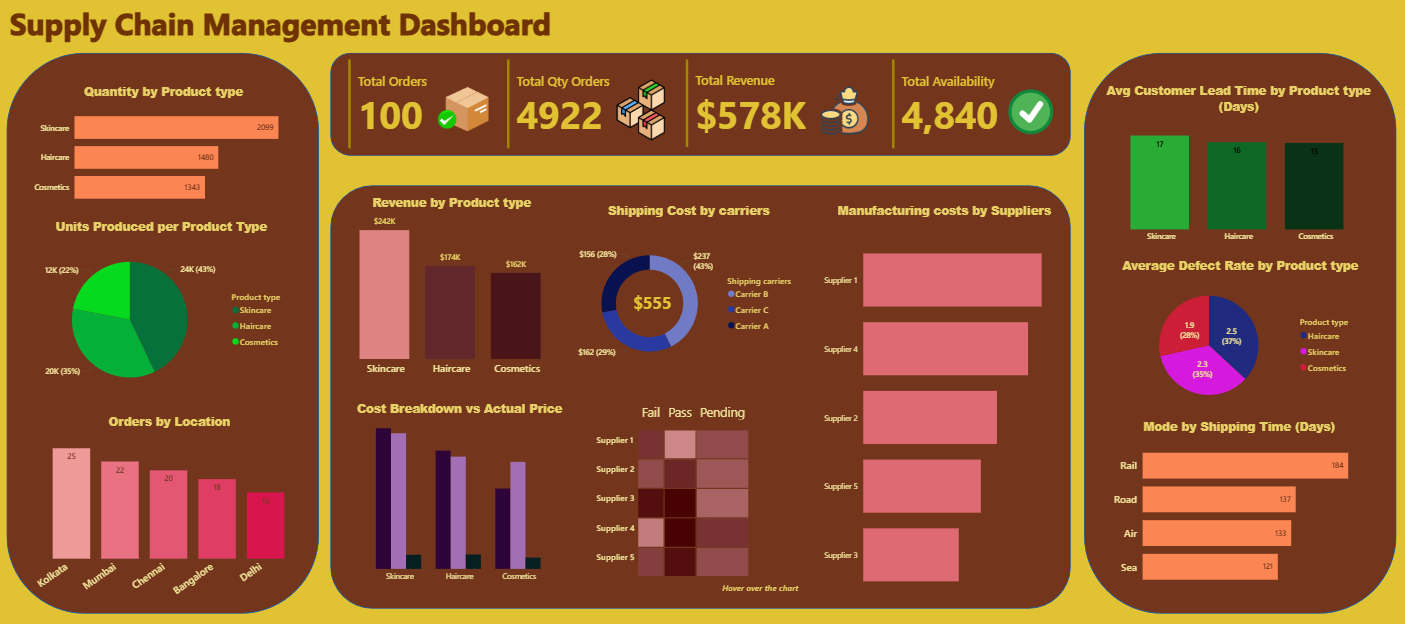 Supply Chain Management Dashboard
Quantity by Product type
Skincare 2099
Haircare 1480
Cosmetics 1343
Units Produced per Product Type
12K (22%)
24K (43%)
20K (35%)
Product type
Skincare
Haircare
Cosmetics
Orders by Location
25
22
20
18
Kolkata
Mumbai
Chennai
Bangalore
Delhi
Total Orders
100
Total Qty Orders
4922
Total Revenue
$578K
$
Total Availability
4,840
Revenue by Product type
$242K
$174K
$162K
Skincare
Haircare
Cosmetics
Shipping Cost by carriers
$156 (28%)
$237
(43%)
$555
$162 (29%)
Shipping carriers
Carrier B
Carrier C
Carrier A
Manufacturing costs by Suppliers
Supplier 1
Supplier 4
Supplier 2
Supplier 5
Supplier 3
Cost Breakdown vs Actual Price
Skincare
Haircare
Cosmetics
Fail Pass Pending
Supplier 1
Supplier 2
Supplier 3
Supplier 4
Supplier 5
Hover over the chart
Avg Customer Lead Time by Product type
(Days)
17
16
15
Skincare
Haircare
Cosmetics
Average Defect Rate by Product type
1.9
(28%)
2.5
(37%)
2.3
(35%)
Product type
Haircare
Skincare
Cosmetics
Mode by Shipping Time (Days)
Rail 184
Road 137
Air 133
Sea 121